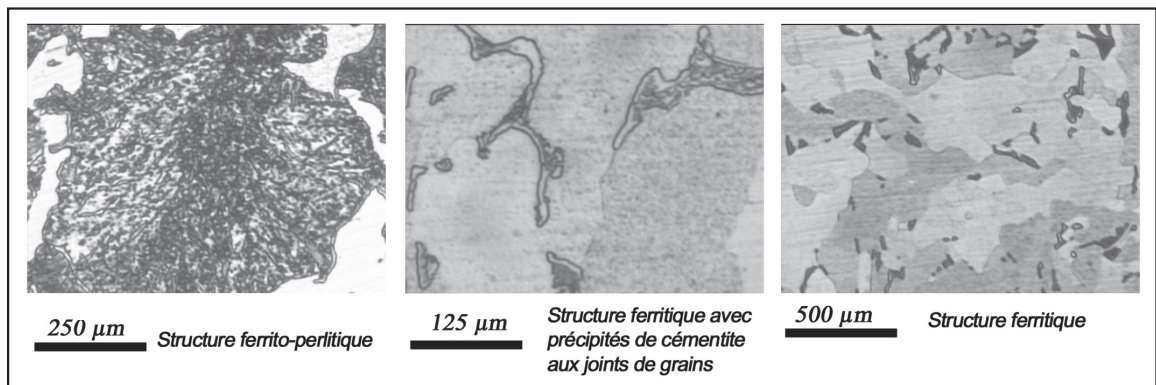 250 µm
Structure ferrito-perlitique
125 µm
Structure ferritique avec
précipités de cémentite
aux joints de grains
500 µm
Structure ferritique